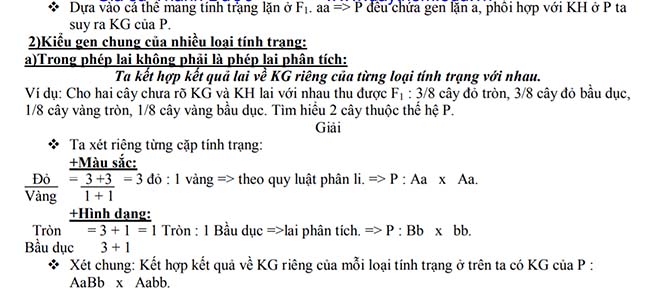 ❖ Dựa vào cá thể mang tính trạng lặn ở F₁. aa => P đều chứa gen lặn a, phối hợp với KH ở P ta
suy ra KG của P.
2)Kiểu gen chung của nhiều loại tính trạng:
a)Trong phép lai không phải là phép lai phân tích:
Ta kết hợp kết quả lai về KG riêng của từng loại tính trạng với nhau.
Ví dụ: Cho hai cây chưa rõ KG và KH lai với nhau thu được F₁ : 3/8 cây đỏ tròn, 3/8 cây đỏ bầu dục,
1/8 cây vàng tròn, 1/8 cây vàng bầu dục. Tìm hiểu 2 cây thuộc thế hệ P.
Giải
❖ Ta xét riêng từng cặp tính trạng:
+Màu sắc:
Đỏ = 3 +3 = 3 đỏ : 1 vàng => theo quy luật phân li. => P : Aa x Aa.
Vàng 1 + 1
+Hình dạng:
Tròn = 3 + 1 = 1 Tròn : 1 Bầu dục =>lai phân tích. => P : Bb x bb.
Bầu dục 3 + 1
❖ Xét chung: Kết hợp kết quả về KG riêng của mỗi loại tính trạng ở trên ta có KG của P :
AaBb x Aabb.